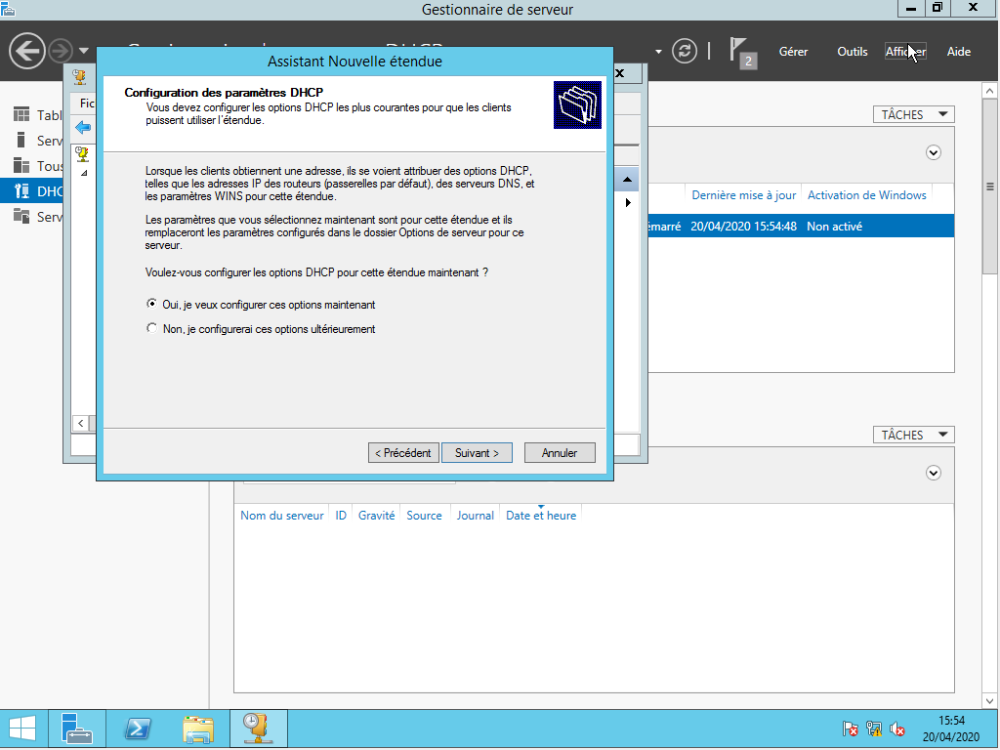 Gestionnaire de serveur
2
Gérer
Outils
Afficher
Aide
Assistant Nouvelle étendue
Fic
Configuration des paramètres DHCP
Vous devez configurer les options DHCP les plus courantes pour que les clients
puissent utiliser l'étendue.
Tabl
Serv
Tous
DHC
Serv
TÂCHES
Lorsque les clients obtiennent une adresse, ils se voient attribuer des options DHCP,
telles que les adresses IP des routeurs (passerelles par défaut), des serveurs DNS, et
les paramètres WINS pour cette étendue.
Dernière mise à jour
Activation de Windows
Les paramètres que vous sélectionnez maintenant sont pour cette étendue et ils
remplaceront les paramètres configurés dans le dossier Options de serveur pour ce
serveur.
émarré
20/04/2020 15:54:48
Non activé
Voulez-vous configurer les options DHCP pour cette étendue maintenant ?
Oui, je veux configurer ces options maintenant
Non, je configurerai ces options ultérieurement
< Précédent
Suivant >
Annuler
TÂCHES
Nom du serveur
ID
Gravité
Source
Journal
Date et heure
15:54
20/04/2020